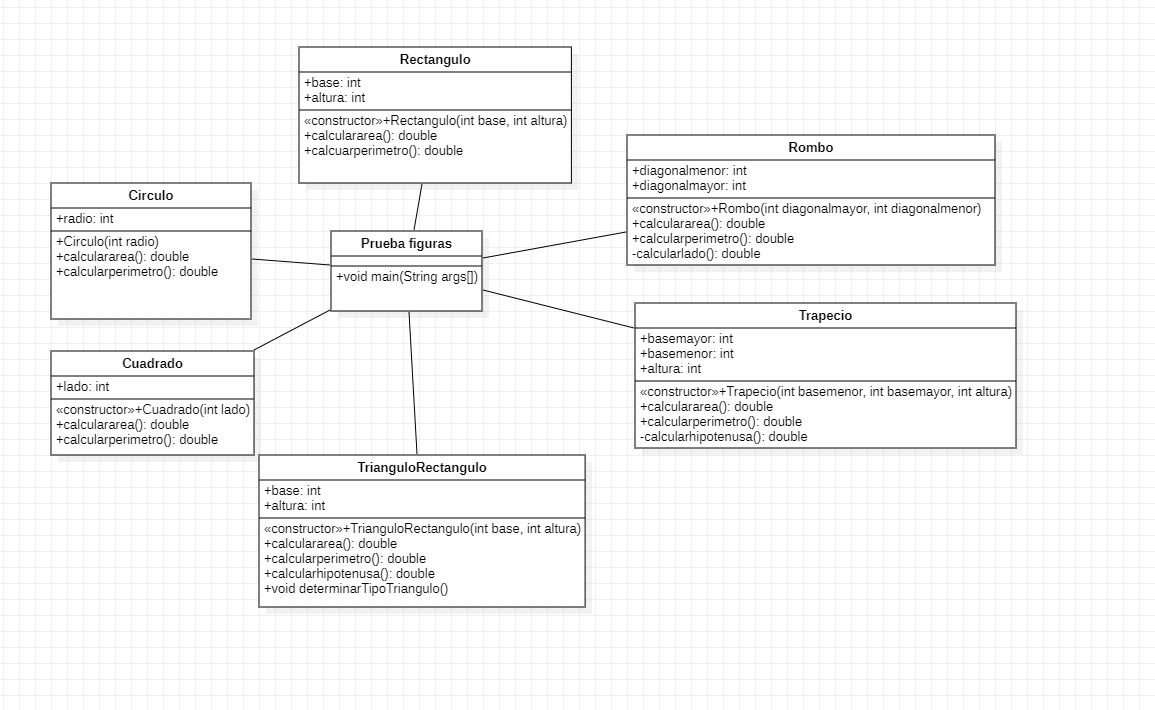 Rectangulo
+base: int
+altura: int
«constructor»+Rectangulo(int base, int altura)
+calculararea(): double
+calcuarperimetro(): double
Rombo
+diagonalmenor: int
+diagonalmayor: int
«constructor»+Rombo(int diagonalmayor, int diagonalmenor)
+calculararea(): double
+calcularperimetro(): double
-calcularlado(): double
Circulo
+radio: int
+Circulo(int radio)
+calculararea(): double
+calcularperimetro(): double
Prueba figuras
+void main(String args[])
Trapecio
+basemayor: int
+basemenor: int
+altura: int
«constructor»+Trapecio(int basemenor, int basemayor, int altura)
+calculararea(): double
+calcularperimetro(): double
-calcularhipotenusa(): double
Cuadrado
+lado: int
«constructor»+Cuadrado(int lado)
+calculararea(): double
+calcularperimetro(): double
TrianguloRectangulo
+base: int
+altura: int
«constructor»+TrianguloRectangulo(int base, int altura)
+calculararea(): double
+calcularperimetro(): double
+calcularhipotenusa(): double
+void determinarTipoTriangulo()